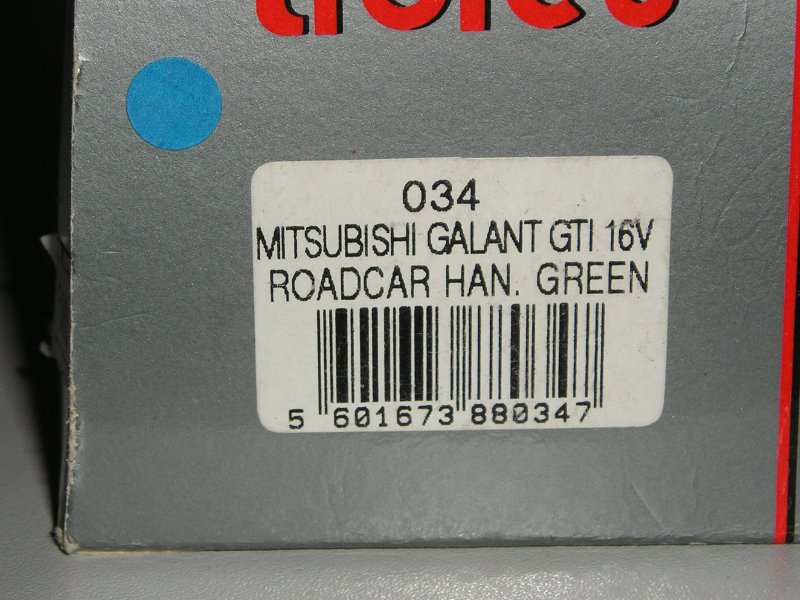 034
MITSUBISHI GALANT GTI 16V
ROADCAR HAN. GREEN
5 601673 880347